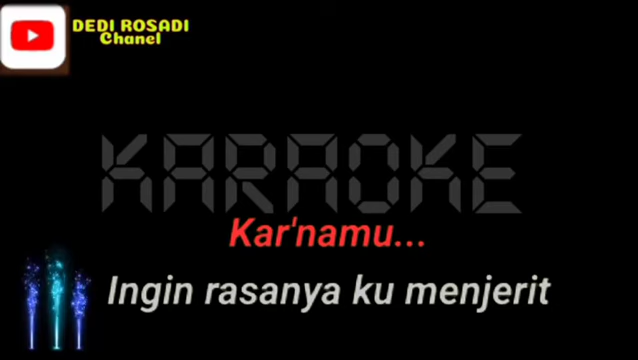 DEDI ROSADI
Chanel
KARAOKE
Kar'namu...
Ingin rasanya ku menjerit